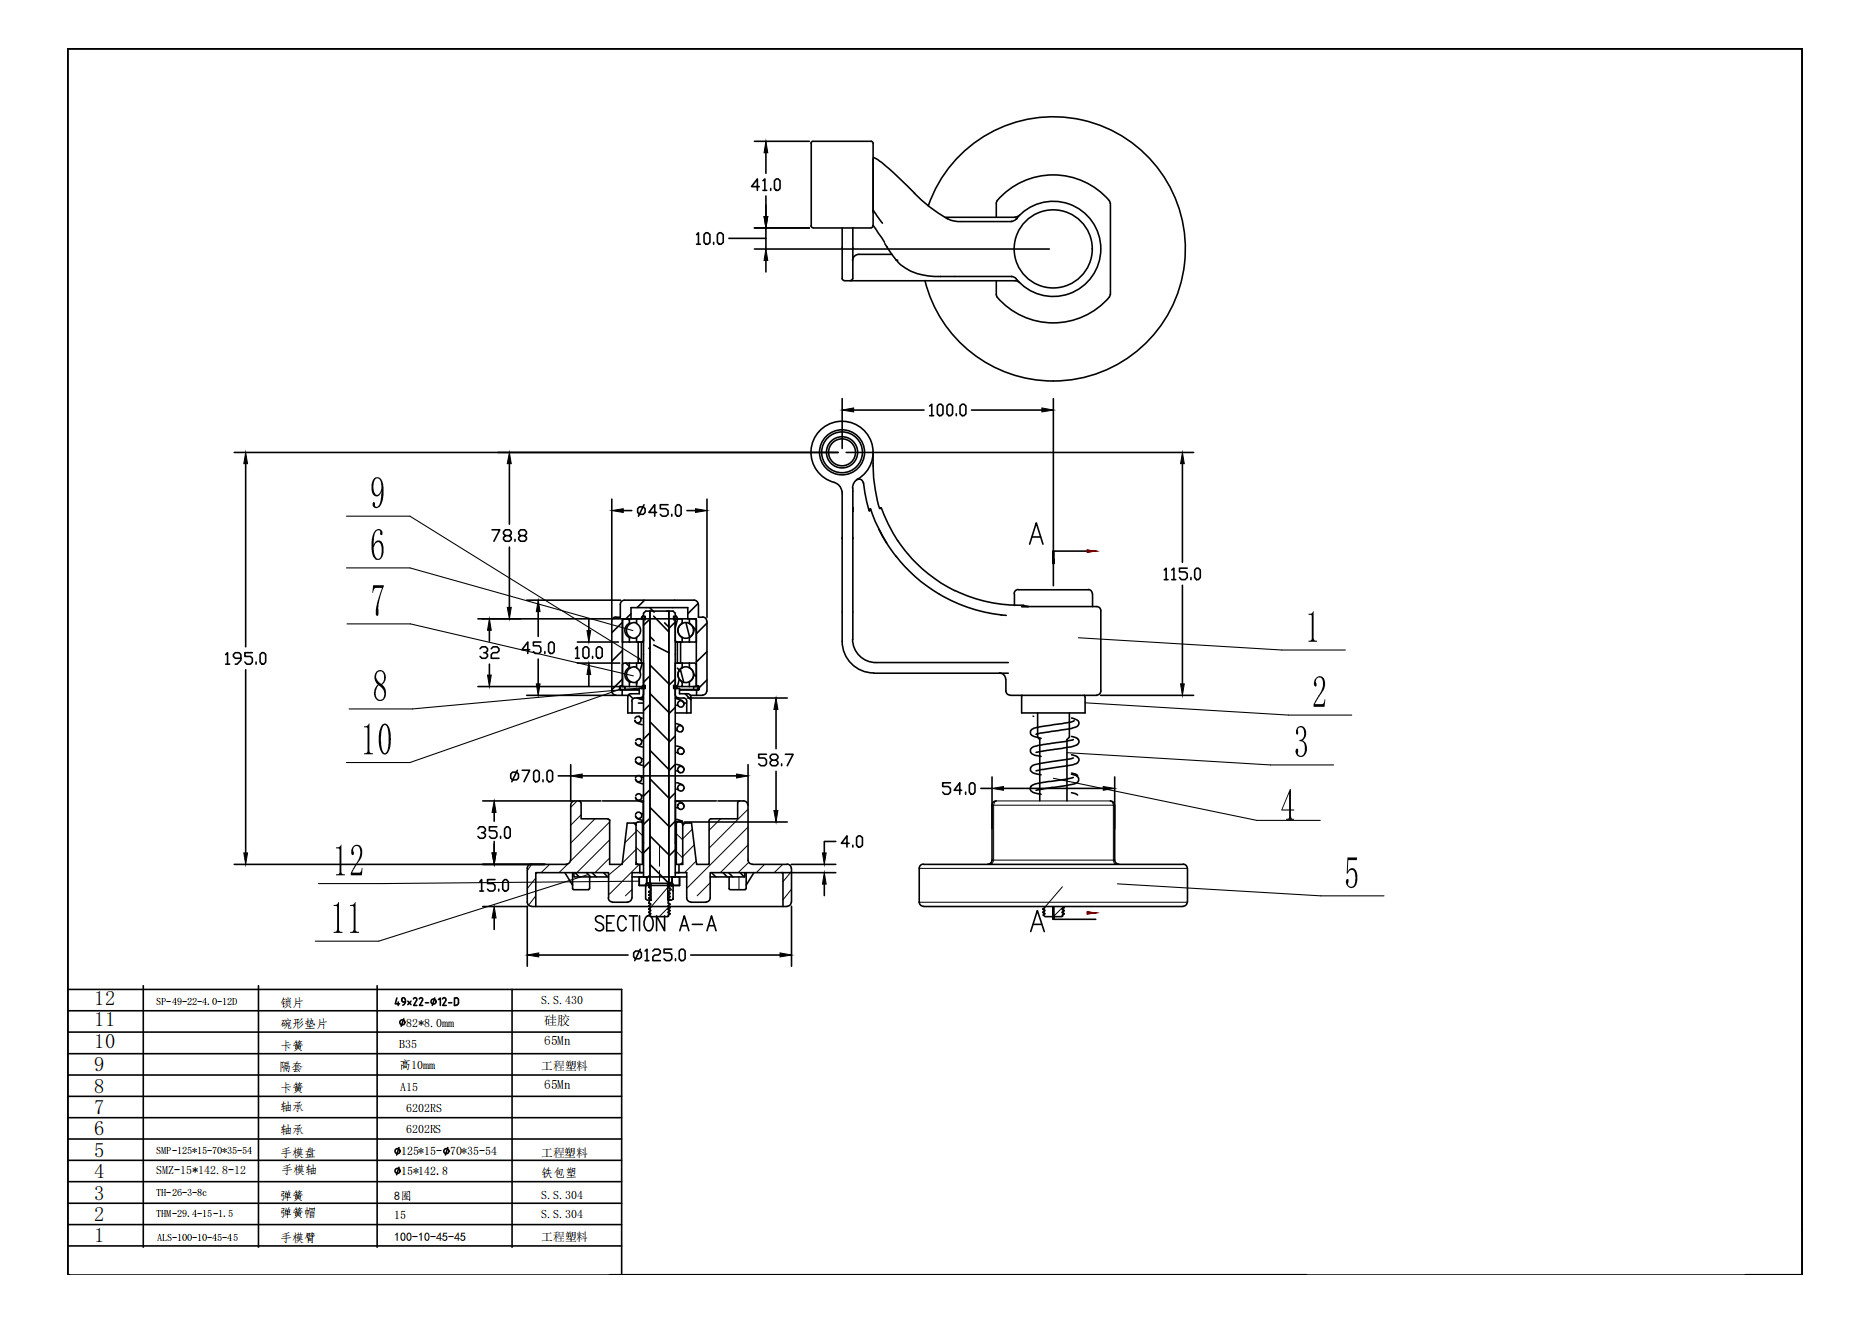 41.0
10.0
100.0
9
78.8
ø45.0
6
A
7
115.0
1
195.0
32
45.0
10.0
8
2
10
3
58.7
ø70.0
54.0
4
35.0
4.0
12
15.0
5
11
SECTION A-A
A
ø125.0
12 SP-49-22-4.0-12D 锁片 49×22-ø12-D S.S.430
11 碗形垫片 ø82*8.0mm 硅胶
10 卡簧 B35 65Mn
9 隔套 高10mm 工程塑料
8 卡簧 A15 65Mn
7 轴承 6202RS
6 轴承 6202RS
5 SMP-125*15-70*35-54 手模盘 ø125*15-ø70*35-54 工程塑料
4 SMZ-15*142.8-12 手模轴 ø15*142.8 铁包塑
3 TH-26-3-8c 弹簧 8图 S.S.304
2 THM-29.4-15-1.5 弹簧帽 15 S.S.304
1 ALS-100-10-45-45 手模臂 100-10-45-45 工程塑料